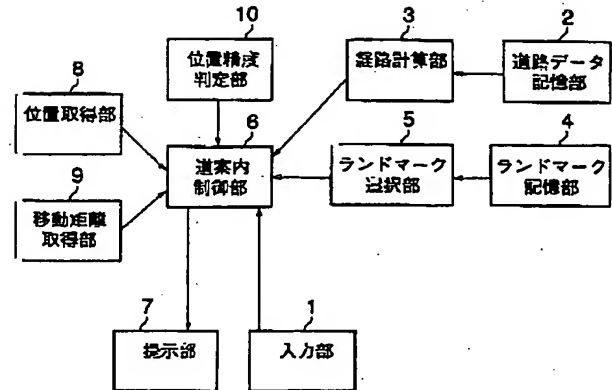 10
位置精度
判定部
3
経路計算部
2
道路データ
記憶部
8
位置取得部
6
道案内
制御部
5
ランドマーク
選択部
4
ランドマーク
記憶部
9
移動距離
取得部
7
提示部
1
入力部